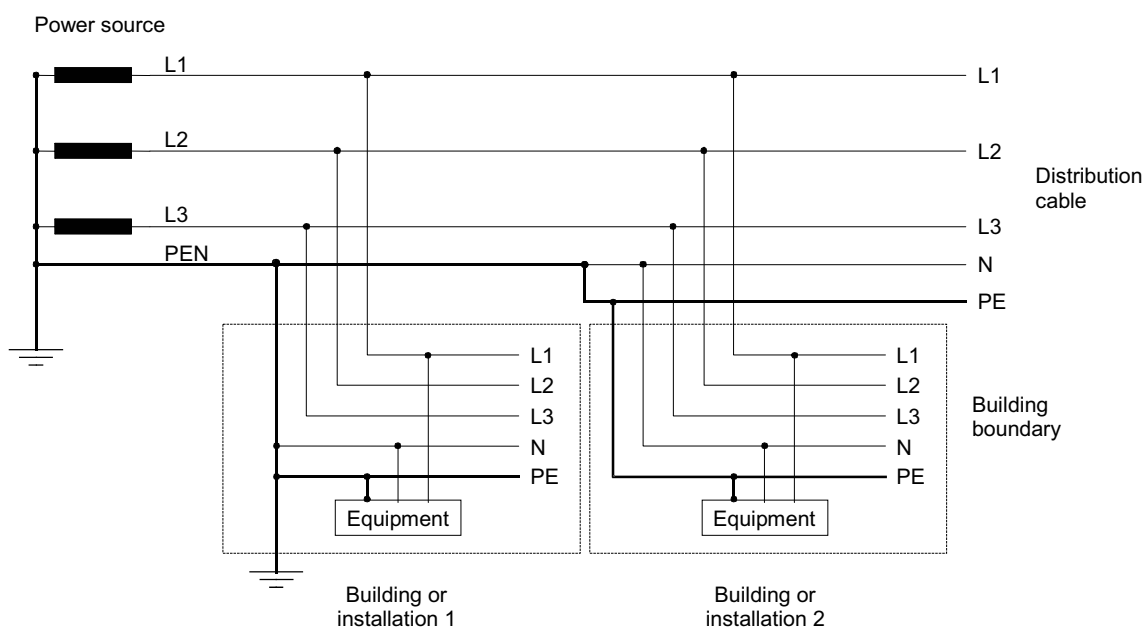 Power source
L1
L1
L2
L2
Distribution
cable
L3
L3
PEN
N
PE
L1
L2
L3
N
PE
Equipment
L1
L2
L3
N
PE
Equipment
Building
boundary
Building or
installation 1
Building or
installation 2